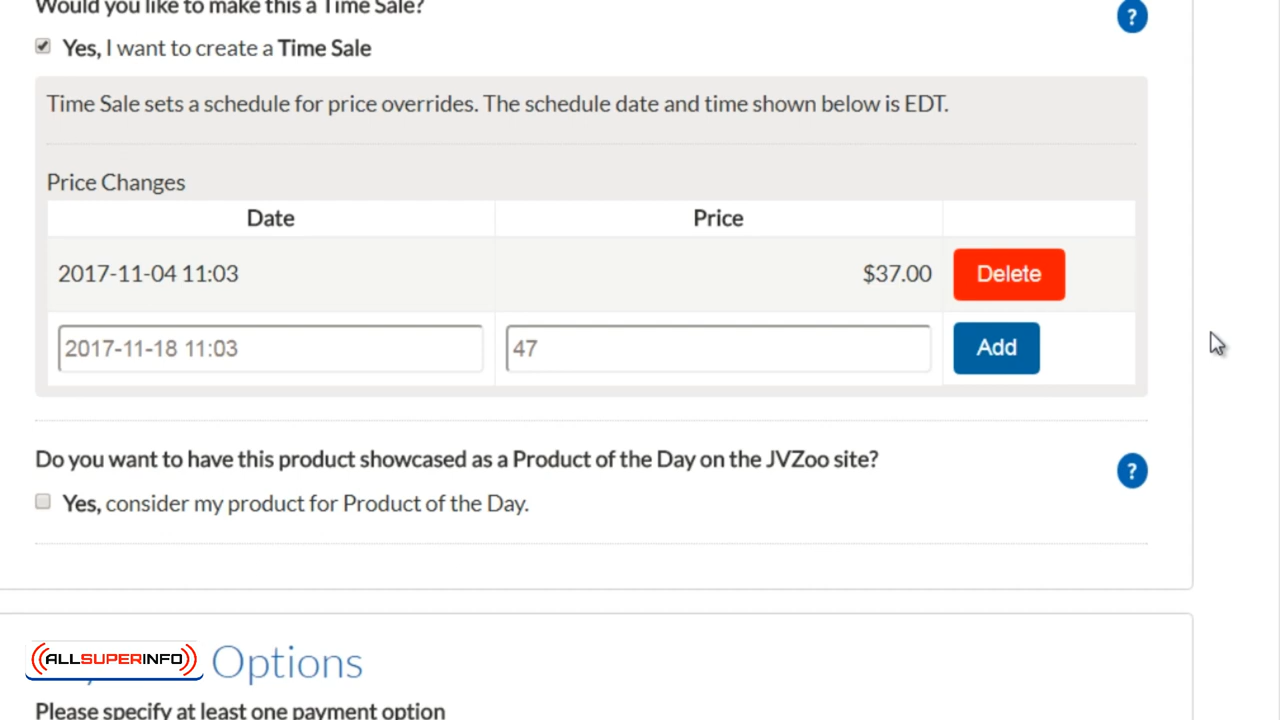 Would you like to make this a Time Sale?
?
Yes, I want to create a Time Sale
Time Sale sets a schedule for price overrides. The schedule date and time shown below is EDT.
Price Changes
Date Price
2017-11-04 11:03 $37.00 Delete
2017-11-18 11:03 47 Add
Do you want to have this product showcased as a Product of the Day on the JVZoo site?
?
Yes, consider my product for Product of the Day.
ALLSUPERINFO
Options
Please specify at least one payment option